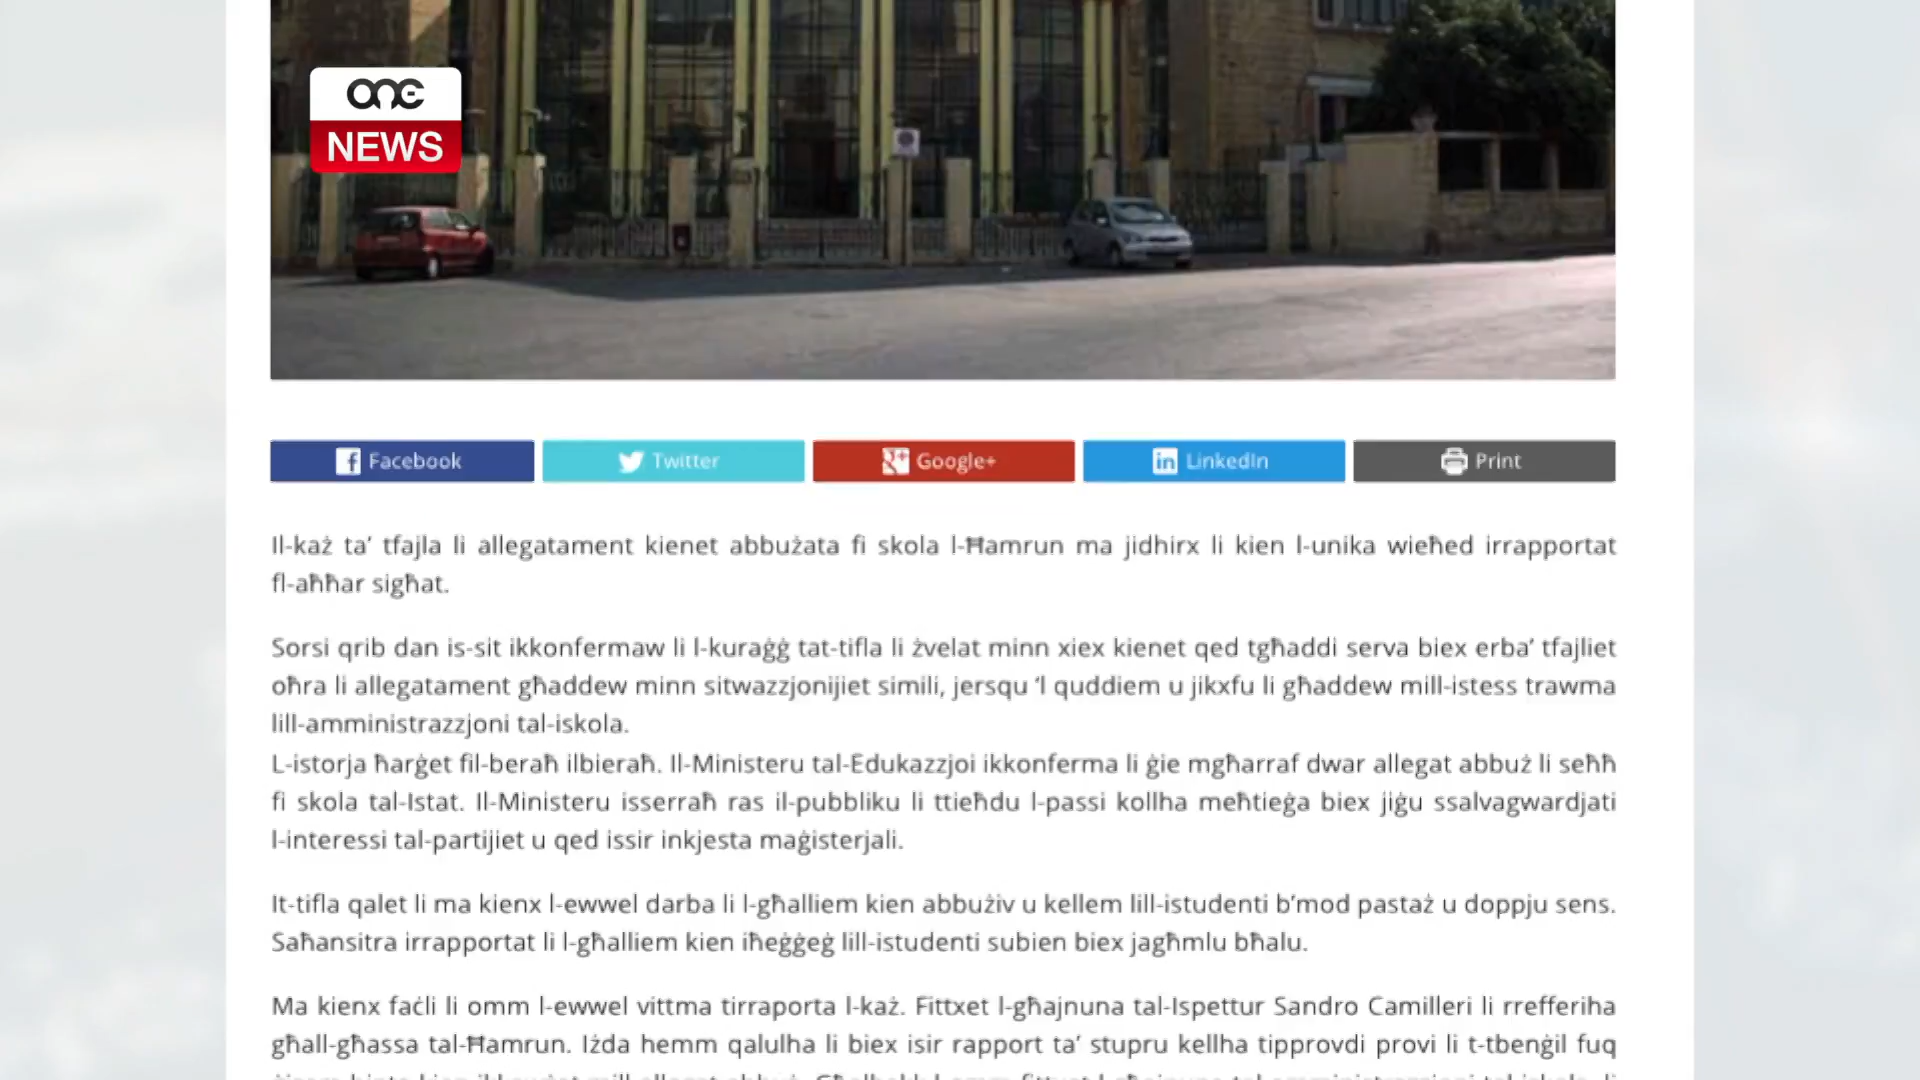 one
NEWS
Facebook
Twitter
Google+
LinkedIn
Print
Il-każ ta’ tfajla li allegatament kienet abbużata fi skola l-Ħamrun ma jidhirx li kien l-unika wieħed irrapportat
fl-aħħar sigħat.
Sorsi qrib dan is-sit ikkonfermaw li l-kuraġġ tat-tifla li żvelat minn xiex kienet qed tgħaddi serva biex erba’ tfajliet
oħra li allegatament għaddew minn sitwazzjonijiet simili, jersqu ‘l quddiem u jikxfu li għaddew mill-istess trawma
lill-amministrazzjoni tal-iskola.
L-istorja ħarġet fil-beraħ ilbieraħ. Il-Ministeru tal-Edukazzjoi ikkonferma li ġie mgħarraf dwar allegat abbuż li seħħ
fi skola tal-Istat. Il-Ministeru isserraħ ras il-pubbliku li ttieħdu l-passi kollha meħtieġa biex jiġu ssalvagwardjati
l-interessi tal-partijiet u qed issir inkjesta maġisterjali.
It-tifla qalet li ma kienx l-ewwel darba li l-għalliem kien abbużiv u kellem lill-istudenti b’mod pastaż u doppju sens.
Saħansitra irrapportat li l-għalliem kien iħeġġeġ lill-istudenti subien biex jagħmlu bħalu.
Ma kienx faċli li omm l-ewwel vittma tirraporta l-każ. Fittxet l-għajnuna tal-Ispettur Sandro Camilleri li rrefferiha
għall-għassa tal-Ħamrun. Iżda hemm qalulha li biex isir rapport ta’ stupru kellha tipprovdi provi li t-tbenġil fuq